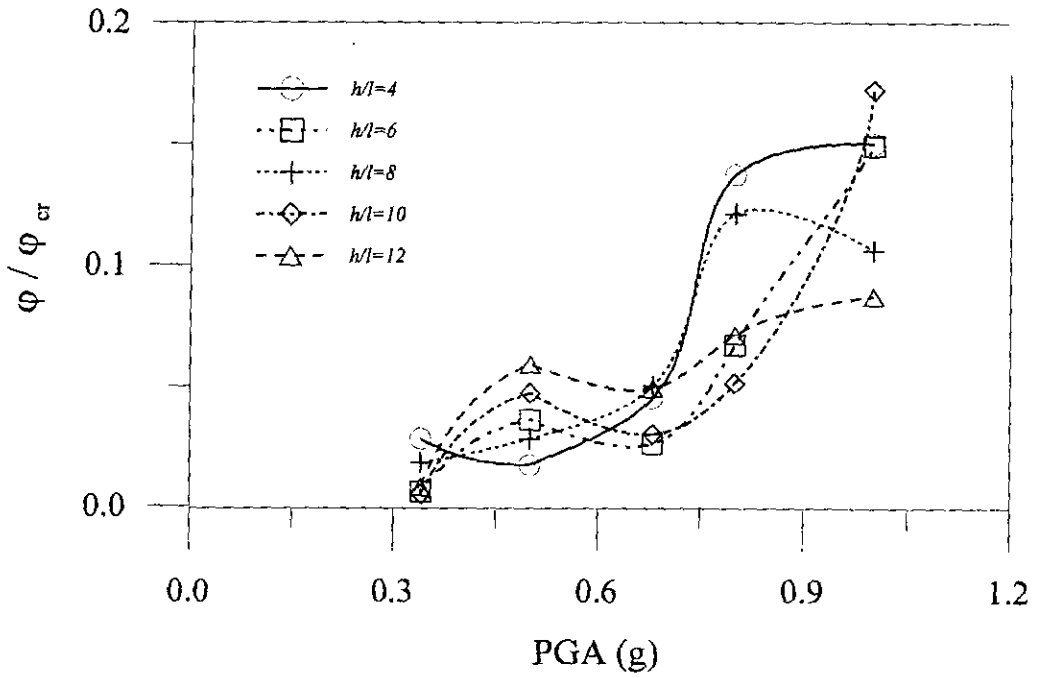 0.2
h/l=4
h/l=6
h/l=8
h/l=10
h/l=12
φ / φcr
0.1
0.0
0.0 0.3 0.6 0.9 1.2
PGA (g)